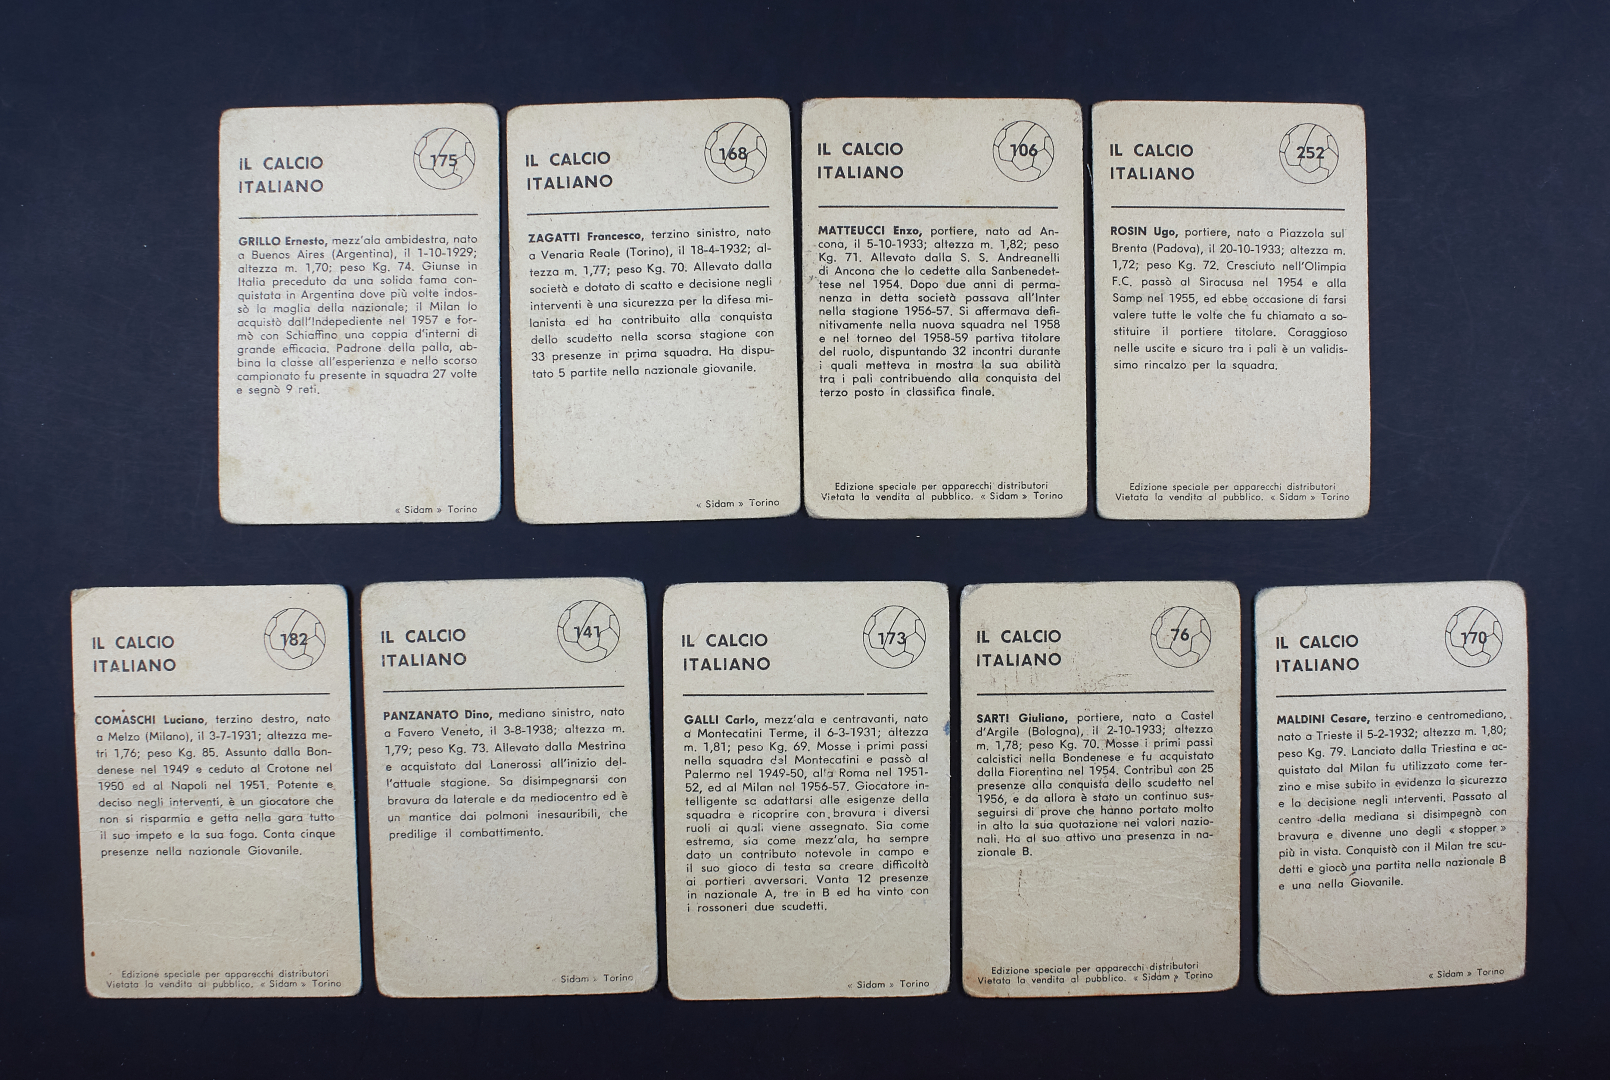 IL CALCIO
ITALIANO
175
GRILLO Ernesto, mezz'ala ambidestra, nato
a Buenos Aires (Argentina), il 1-10-1929;
altezza m. 1,70; peso Kg. 74. Giunse in
Italia preceduto da una solida fama con-
quistata in Argentina dove più volte indos-
sò la maglia della nazionale; il Milan lo
acquistò dall'Indepediente nel 1957 e for-
mò con Schiaffino una coppia d'interni di
grande efficacia. Padrone della palla, ab-
bina la classe all'esperienza e nello scorso
campionato fu presente in squadra 27 volte
e segnò 9 reti.
« Sidam » Torino
IL CALCIO
ITALIANO
168
ZAGATTI Francesco, terzino sinistro, nato
a Venaria Reale (Torino), il 18-4-1932; al-
tezza m. 1,77; peso Kg. 70. Allevato dalla
società e dotato di scatto e decisione negli
interventi è una sicurezza per la difesa mi-
lanista ed ha contribuito alla conquista
dello scudetto nella scorsa stagione con
33 presenze in prima squadra. Ha dispu-
tato 5 partite nella nazionale giovanile.
« Sidam » Torino
IL CALCIO
ITALIANO
106
MATTEUCCI Enzo, portiere, nato ad An-
cona, il 5-10-1933; altezza m. 1,82; peso
Kg. 71. Allevato dalla S. S. Andreanelli
di Ancona che lo cedette alla Sanbenedet-
tese nel 1954. Dopo due anni di perma-
nenza in detta società passava all'Inter
nella stagione 1956-57. Si affermava defi-
nitivamente nella nuova squadra nel 1958
e nel torneo del 1958-59 partiva titolare
del ruolo, dispuntando 32 incontri durante
i quali metteva in mostra la sua abilità
tra i pali contribuendo alla conquista del
terzo posto in classifica finale.
Edizione speciale per apparecchi distributori
Vietata la vendita al pubblico. « Sidam » Torino
IL CALCIO
ITALIANO
252
ROSIN Ugo, portiere, nato a Piazzola sul
Brenta (Padova), il 20-10-1933; altezza m.
1,72; peso Kg. 72. Cresciuto nell'Olimpia
F.C. passò al Siracusa nel 1954 e alla
Samp nel 1955, ed ebbe occasione di farsi
valere tutte le volte che fu chiamato a so-
stituire il portiere titolare. Coraggioso
nelle uscite e sicuro tra i pali è un validis-
simo rincalzo per la squadra.
Edizione speciale per apparecchi distributori
Vietata la vendita al pubblico. « Sidam » Torino
IL CALCIO
ITALIANO
182
COMASCHI Luciano, terzino destro, nato
a Melzo (Milano), il 3-7-1931; altezza me-
tri 1,76; peso Kg. 85. Assunto dalla Bon-
denese nel 1949 e ceduto al Crotone nel
1950 ed al Napoli nel 1951. Potente e
deciso negli interventi, è un giocatore che
non si risparmia e getta nella gara tutto
il suo impeto e la sua foga. Conta cinque
presenze nella nazionale Giovanile.
Edizione speciale per apparecchi distributori
Vietata la vendita al pubblico. « Sidam » Torino
IL CALCIO
ITALIANO
141
PANZANATO Dino, mediano sinistro, nato
a Favero Veneto, il 3-8-1938; altezza m.
1,79; peso Kg. 73. Allevato dalla Mestrina
e acquistato dal Lanerossi all'inizio del-
l'attuale stagione. Sa disimpegnarsi con
bravura da laterale e da mediocentro ed è
un mantice dai polmoni inesauribili, che
predilige il combattimento.
Sidam » Torino
IL CALCIO
ITALIANO
173
GALLI Carlo, mezz'ala e centravanti, nato
a Montecatini Terme, il 6-3-1931; altezza
m. 1,81; peso Kg. 69. Mosse i primi passi
nella squadra del Montecatini e passò al
Palermo nel 1949-50, alla Roma nel 1951-
52, ed al Milan nel 1956-57. Giocatore in-
telligente sa adattarsi alle esigenze della
squadra e ricoprire con bravura i diversi
ruoli ai quali viene assegnato. Sia come
estrema, sia come mezz'ala, ha sempre
dato un contributo notevole in campo e
il suo gioco di testa sa creare difficoltà
ai portieri avversari. Vanta 12 presenze
in nazionale A, tre in B ed ha vinto con
i rossoneri due scudetti.
« Sidam » Torino
IL CALCIO
ITALIANO
76
SARTI Giuliano, portiere, nato a Castel
d'Argile (Bologna), il 2-10-1933; altezza
m. 1,78; peso Kg. 70. Mosse i primi passi
calcistici nella Bondenese e fu acquistato
dalla Fiorentina nel 1954. Contribuì con 25
presenze alla conquista dello scudetto nel
1956, e da allora è stato un continuo sus-
seguirsi di prove che hanno portato molto
in alto la sua quotazione nei valori nazio-
nali. Ha al suo attivo una presenza in na-
zionale B.
Edizione speciale per apparecchi distributori
Vietata la vendita al pubblico. « Sidam » Torino
IL CALCIO
ITALIANO
170
MALDINI Cesare, terzino e centromediano,
nato a Trieste il 5-2-1932; altezza m. 1,80;
peso Kg. 79. Lanciato dalla Triestina e ac-
quistato dal Milan fu utilizzato come ter-
zino e mise subito in evidenza la sicurezza
e la decisione negli interventi. Passato al
centro della mediana si disimpegnò con
bravura e divenne uno degli « stopper »
più in vista. Conquistò con il Milan tre scu-
detti e giocò una partita nella nazionale B
e una nella Giovanile.
« Sidam » Torino